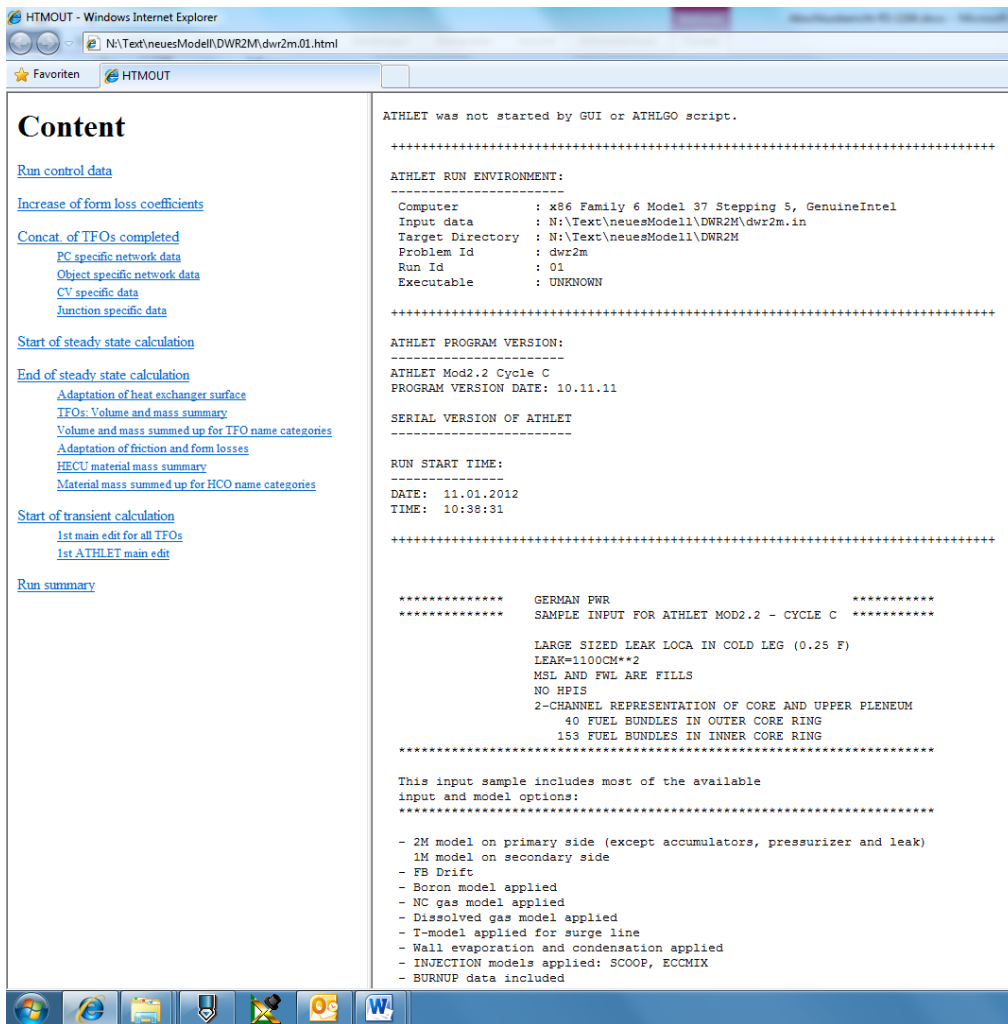 HTMOUT - Windows Internet Explorer
N:\Text\neuesModell\DWR2M\dwr2m.01.html
Favoriten
HTMOUT
Content
Run control data
Increase of form loss coefficients
Concat. of TFOs completed
PC specific network data
Object specific network data
CV specific data
Junction specific data
Start of steady state calculation
End of steady state calculation
Adaptation of heat exchanger surface
TFOs: Volume and mass summary
Volume and mass summed up for TFO name categories
Adaptation of friction and form losses
HECU material mass summary
Material mass summed up for HCO name categories
Start of transient calculation
1st main edit for all TFOs
1st ATHLET main edit
Run summary
ATHLET was not started by GUI or ATHLGO script.
++++++++++++++++++++++++++++++++++++++++++++++++++++++++++++++++++++++++++++++++
ATHLET RUN ENVIRONMENT:
-----------------------
Computer : x86 Family 6 Model 37 Stepping 5, GenuineIntel
Input data : N:\Text\neuesModell\DWR2M\dwr2m.in
Target Directory : N:\Text\neuesModell\DWR2M
Problem Id : dwr2m
Run Id : 01
Executable : UNKNOWN
++++++++++++++++++++++++++++++++++++++++++++++++++++++++++++++++++++++++++++++++
ATHLET PROGRAM VERSION:
-----------------------
ATHLET Mod2.2 Cycle C
PROGRAM VERSION DATE: 10.11.11
SERIAL VERSION OF ATHLET
------------------------
RUN START TIME:
---------------
DATE: 11.01.2012
TIME: 10:38:31
++++++++++++++++++++++++++++++++++++++++++++++++++++++++++++++++++++++++++++++++
************** GERMAN PWR ***********
************** SAMPLE INPUT FOR ATHLET MOD2.2 - CYCLE C ***********
LARGE SIZED LEAK LOCA IN COLD LEG (0.25 F)
LEAK=1100CM**2
MSL AND FWL ARE FILLS
NO HPIS
2-CHANNEL REPRESENTATION OF CORE AND UPPER PLENEUM
40 FUEL BUNDLES IN OUTER CORE RING
153 FUEL BUNDLES IN INNER CORE RING
***********************************************************************
This input sample includes most of the available
input and model options:
***********************************************************************
- 2M model on primary side (except accumulators, pressurizer and leak)
1M model on secondary side
- FB Drift
- Boron model applied
- NC gas model applied
- Dissolved gas model applied
- T-model applied for surge line
- Wall evaporation and condensation applied
- INJECTION models applied: SCOOP, ECCMIX
- BURNUP data included